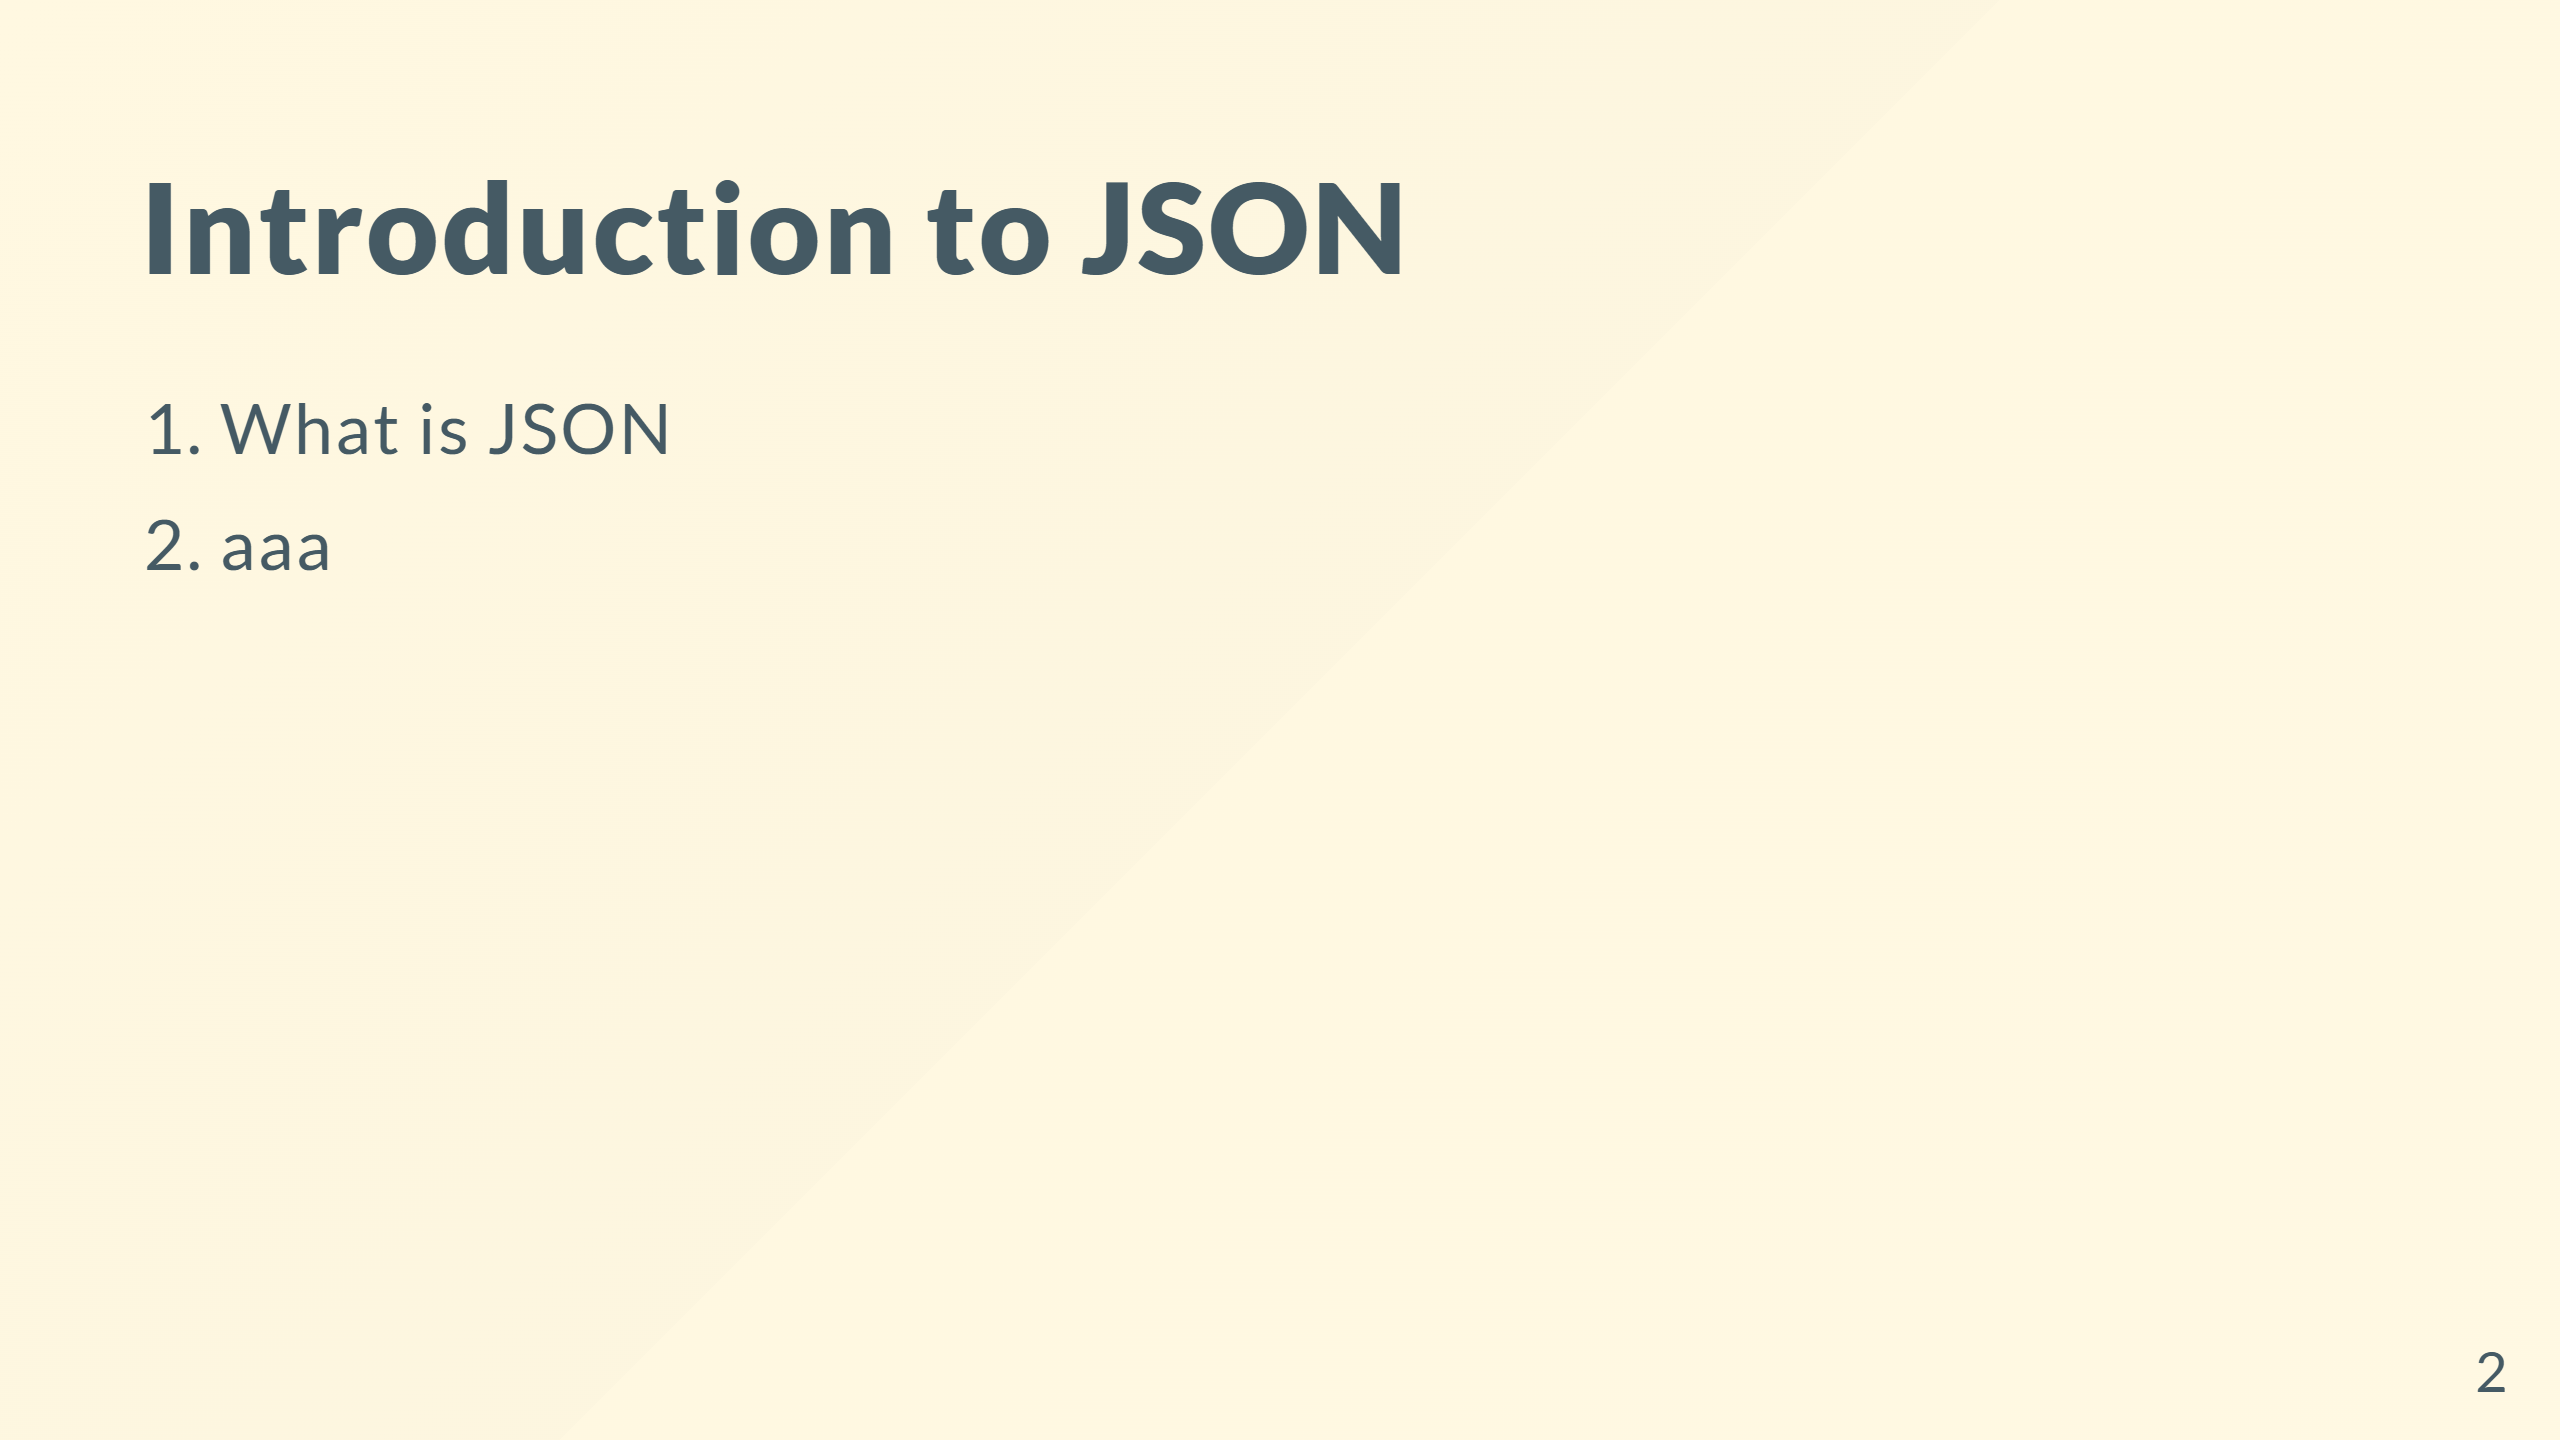 Introduction to JSON
1. What is JSON
2. aaa
2